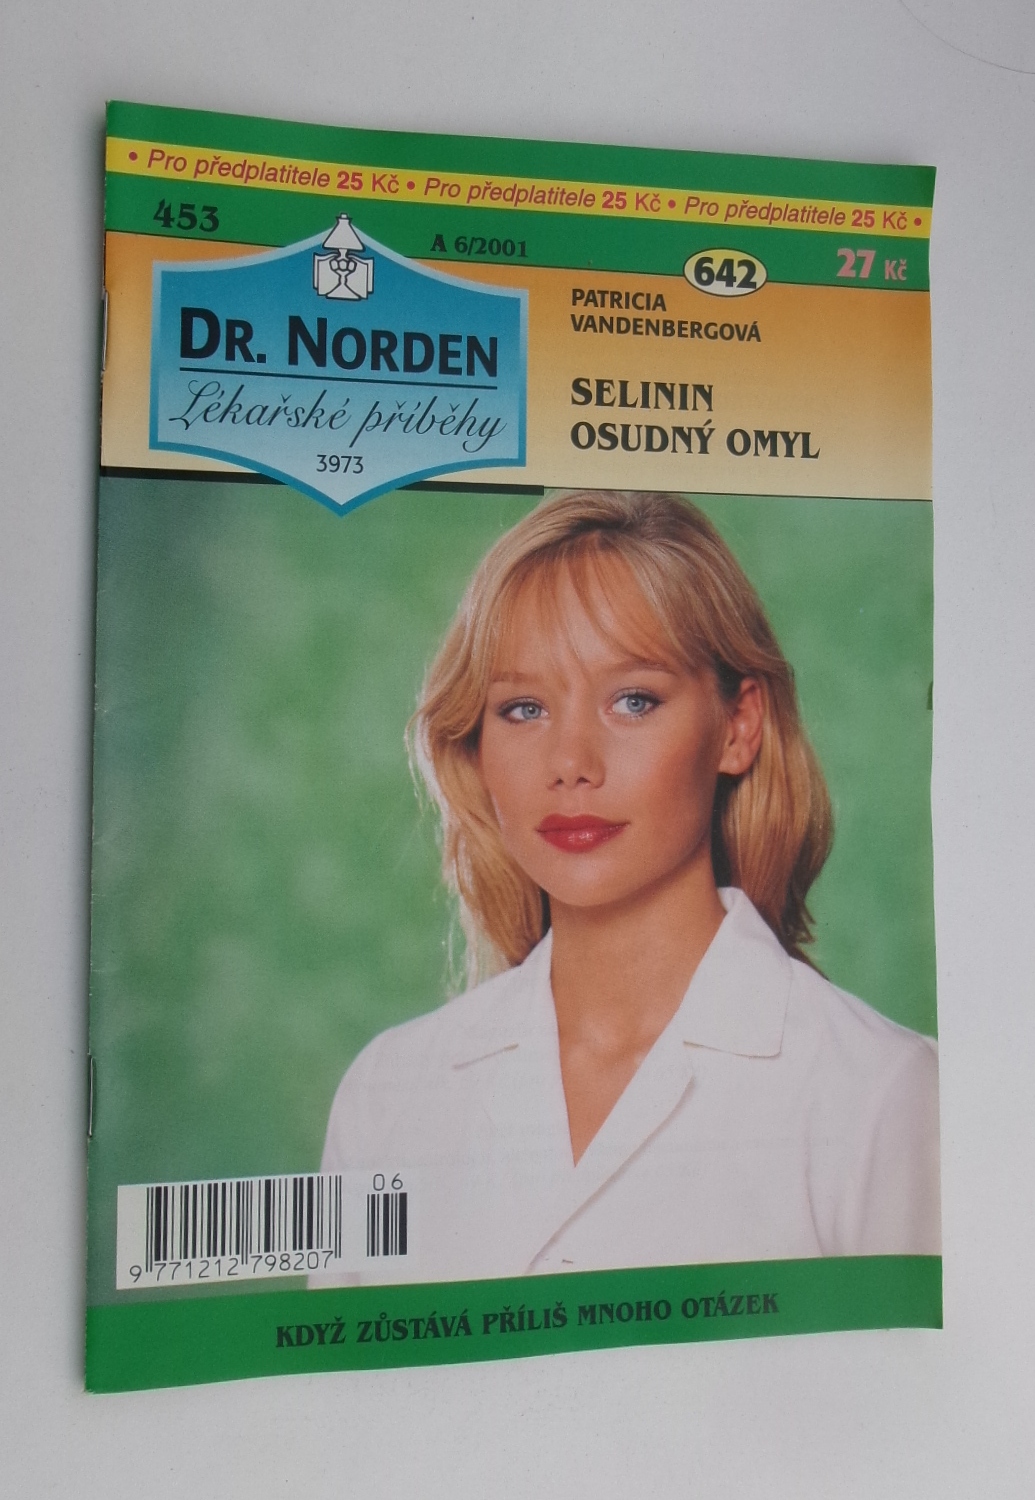 • Pro předplatitele 25 Kč • Pro předplatitele 25 Kč • Pro předplatitele 25 Kč •
453
A 6/2001
642
27 Kč
DR. NORDEN
Lékařské příběhy
3973
PATRICIA
VANDENBERGOVÁ
SELININ
OSUDNÝ OMYL
06
9 771212 798207
KDYŽ ZŮSTÁVÁ PŘÍLIŠ MNOHO OTÁZEK